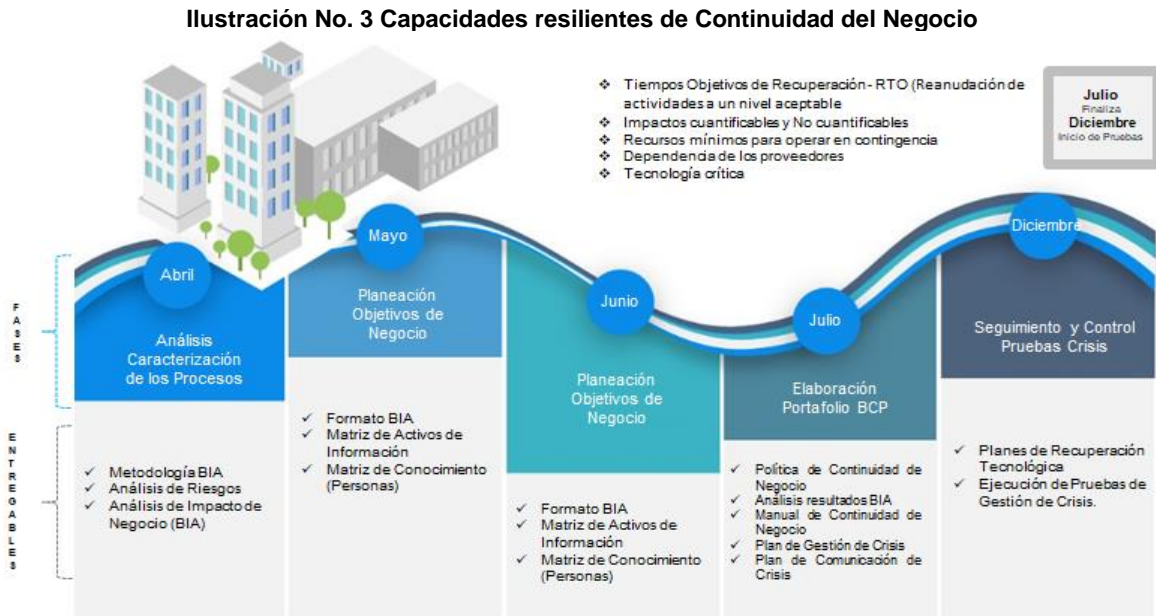 Ilustración No. 3 Capacidades resilientes de Continuidad del Negocio
❖ Tiempos Objetivos de Recuperación - RTO (Reanudación de
actividades a un nivel aceptable
❖ Impactos cuantificables y No cuantificables
❖ Recursos mínimos para operar en contingencia
❖ Dependencia de los proveedores
❖ Tecnología crítica
Julio
Finaliza
Diciembre
Inicio de Pruebas
FASES
ENTREGABLES
Abril
Análisis
Caracterización
de los Procesos
✓ Metodología BIA
✓ Análisis de Riesgos
✓ Análisis de Impacto de
Negocio (BIA)
Mayo
Planeación
Objetivos de
Negocio
✓ Formato BIA
✓ Matriz de Activos de
Información
✓ Matriz de Conocimiento
(Personas)
Junio
Planeación
Objetivos de
Negocio
✓ Formato BIA
✓ Matriz de Activos de
Información
✓ Matriz de Conocimiento
(Personas)
Julio
Elaboración
Portafolio BCP
✓ Política de Continuidad de
Negocio
✓ Análisis resultados BIA
✓ Manual de Continuidad de
Negocio
✓ Plan de Gestión de Crisis
✓ Plan de Comunicación de
Crisis
Diciembre
Seguimiento y Control
Pruebas Crisis
✓ Planes de Recuperación
Tecnológica
✓ Ejecución de Pruebas de
Gestión de Crisis.